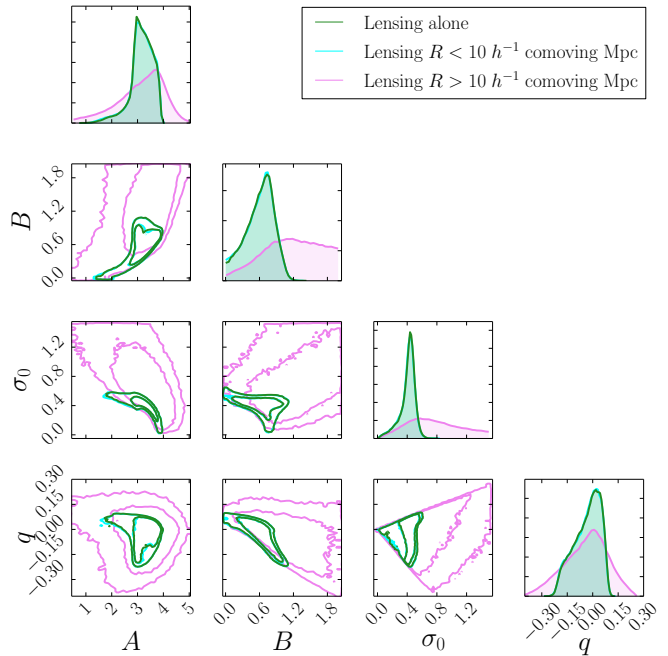 Lensing alone
Lensing R < 10 h⁻¹ comoving Mpc
Lensing R > 10 h⁻¹ comoving Mpc
B
1.8
1.2
0.6
0.0
σ₀
1.2
0.8
0.4
0.0
q
0.30
0.15
0.00
−0.15
−0.30
1 2 3 4 5
0.0 0.6 1.2 1.8
0.0 0.4 0.8 1.2
−0.30 −0.15 0.00 0.15 0.30
A B σ₀ q